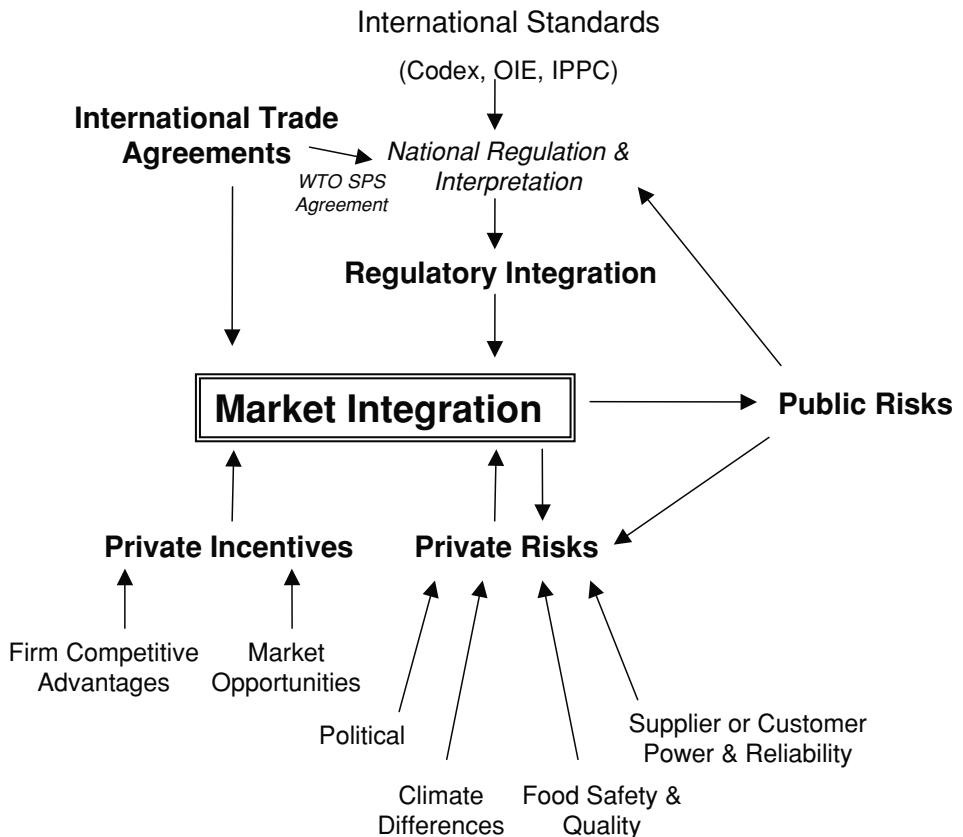 International Standards
(Codex, OIE, IPPC)
International Trade
Agreements
National Regulation &
Interpretation
WTO SPS
Agreement
Regulatory Integration
Market Integration
Public Risks
Private Incentives
Private Risks
Firm Competitive
Advantages
Market
Opportunities
Political
Supplier or Customer
Power & Reliability
Climate
Differences
Food Safety &
Quality